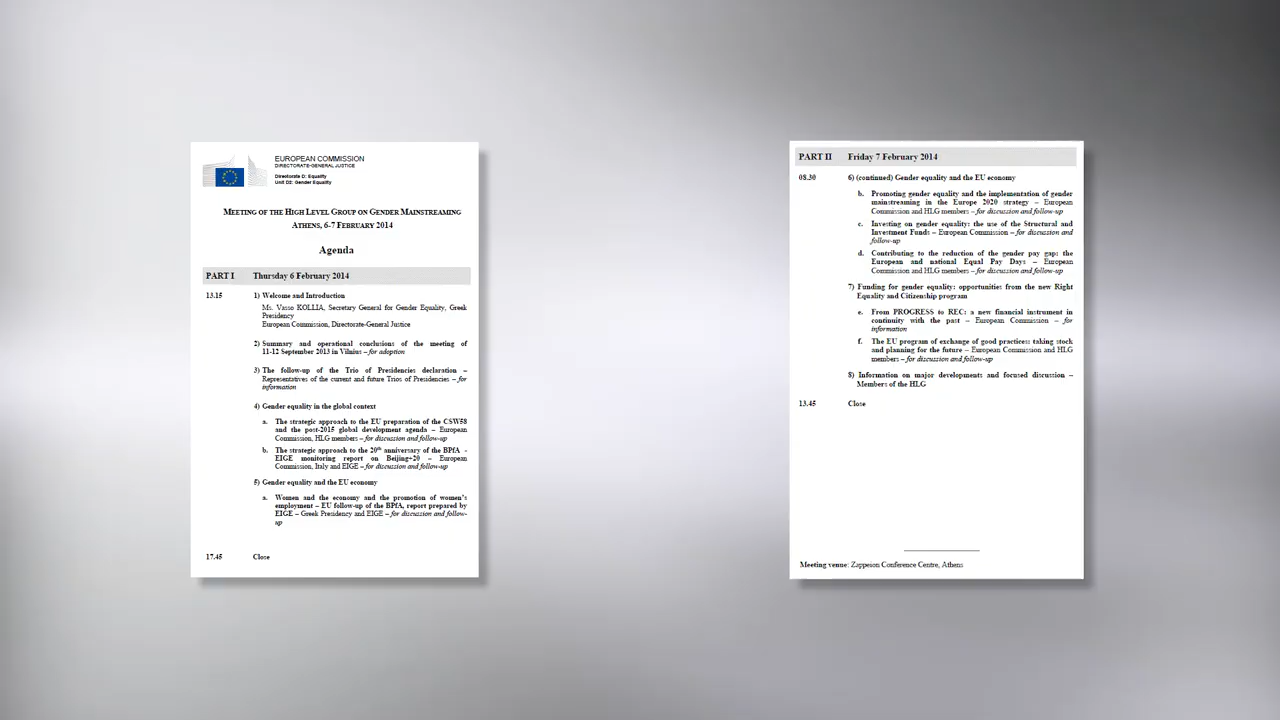 EUROPEAN COMMISSION
DIRECTORATE-GENERAL JUSTICE
Directorate D: Equality
Unit D2: Gender Equality
MEETING OF THE HIGH LEVEL GROUP ON GENDER MAINSTREAMING
ATHENS, 6-7 FEBRUARY 2014
Agenda
PART I Thursday 6 February 2014
13.15 1) Welcome and Introduction
Ms. Vasso KOLLIA, Secretary General for Gender Equality, Greek
Presidency
European Commission, Directorate-General Justice
2) Summary and operational conclusions of the meeting of
11-12 September 2013 in Vilnius – for adoption
3) The follow-up of the Trio of Presidencies declaration –
Representatives of the current and future Trios of Presidencies – for
information
4) Gender equality in the global context
a. The strategic approach to the EU preparation of the CSW58
and the post-2015 global development agenda – European
Commission, HLG members – for discussion and follow-up
b. The strategic approach to the 20th anniversary of the BPfA -
EIGE monitoring report on Beijing+20 – European
Commission, Italy and EIGE – for discussion and follow-up
5) Gender equality and the EU economy
a. Women and the economy and the promotion of women's
employment – EU follow-up of the BPfA, report prepared by
EIGE – Greek Presidency and EIGE – for discussion and follow-
up
17.45 Close
PART II Friday 7 February 2014
08.30 6) (continued) Gender equality and the EU economy
b. Promoting gender equality and the implementation of gender
mainstreaming in the Europe 2020 strategy – European
Commission and HLG members – for discussion and follow-up
c. Investing on gender equality: the use of the Structural and
Investment Funds – European Commission – for discussion and
follow-up
d. Contributing to the reduction of the gender pay gap: the
European and national Equal Pay Days – European
Commission and HLG members – for discussion and follow-up
7) Funding for gender equality: opportunities from the new Right
Equality and Citizenship program
e. From PROGRESS to REC: a new financial instrument in
continuity with the past – European Commission – for
information
f. The EU program of exchange of good practices: taking stock
and planning for the future – European Commission and HLG
members – for discussion and follow-up
8) Information on major developments and focused discussion –
Members of the HLG
13.45 Close
Meeting venue: Zappeion Conference Centre, Athens